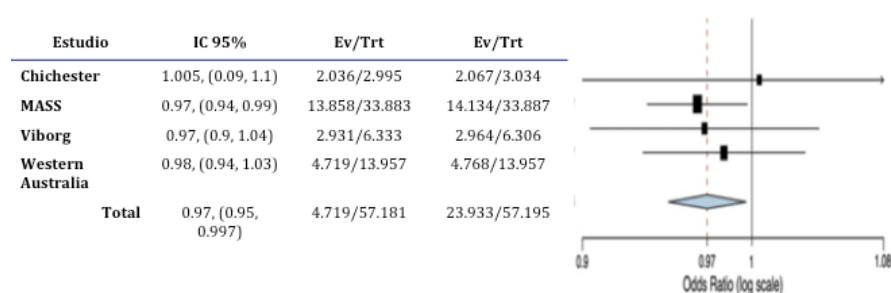 Estudio IC 95% Ev/Trt Ev/Trt
Chichester 1.005, (0.09, 1.1) 2.036/2.995 2.067/3.034
MASS 0.97, (0.94, 0.99) 13.858/33.883 14.134/33.887
Viborg 0.97, (0.9, 1.04) 2.931/6.333 2.964/6.306
Western 0.98, (0.94, 1.03) 4.719/13.957 4.768/13.957
Australia
Total 0.97, (0.95, 4.719/57.181 23.933/57.195
0.997)
0.9 0.97 1 1.08
Odds Ratio (log scale)